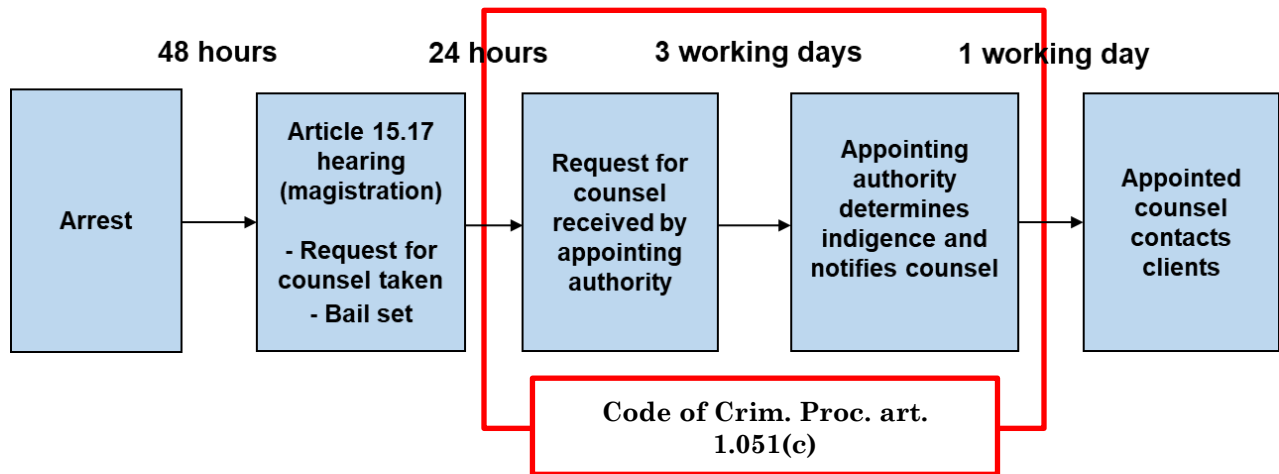 48 hours
24 hours
3 working days
1 working day
Arrest
Article 15.17
hearing
(magistration)
- Request for
counsel taken
- Bail set
Request for
counsel
received by
appointing
authority
Appointing
authority
determines
indigence and
notifies counsel
Appointed
counsel
contacts
clients
Code of Crim. Proc. art.
1.051(c)